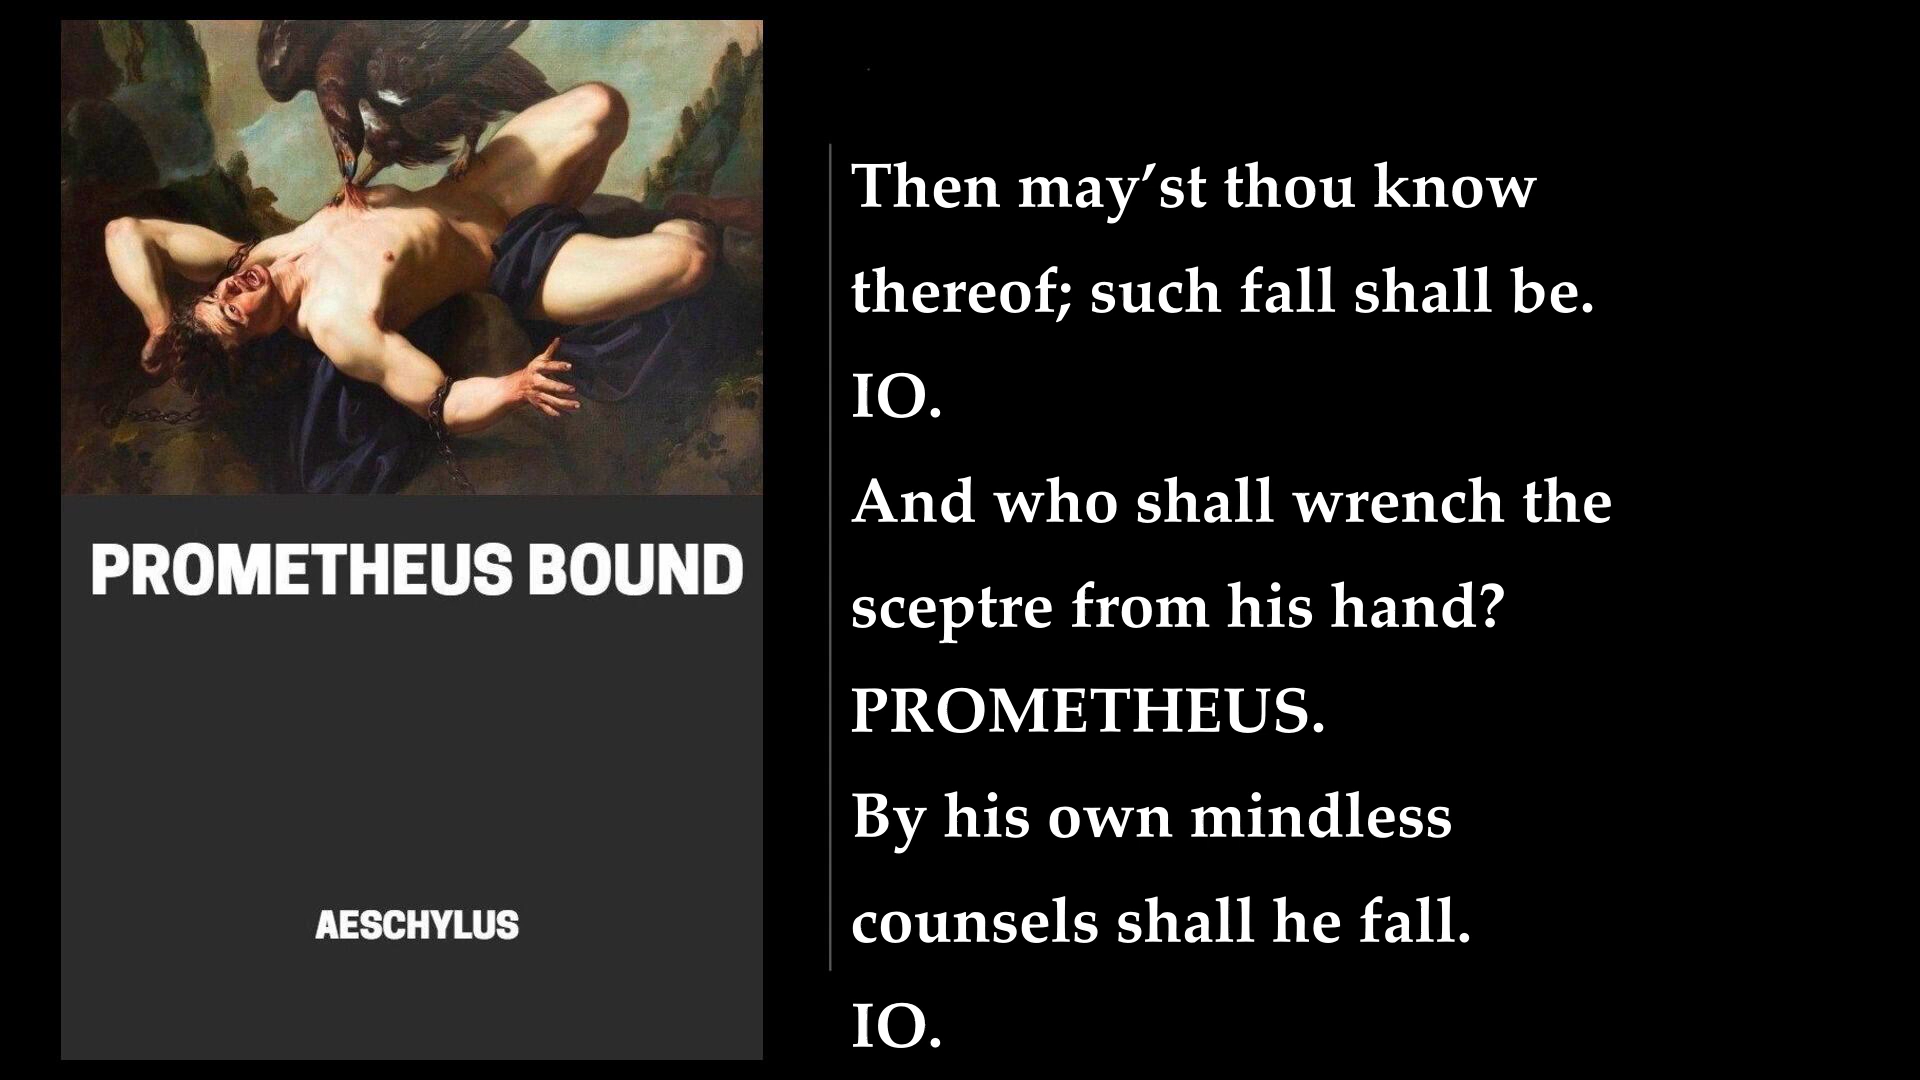 PROMETHEUS BOUND
AESCHYLUS
Then may’st thou know
thereof; such fall shall be.
IO.
And who shall wrench the
sceptre from his hand?
PROMETHEUS.
By his own mindless
counsels shall he fall.
IO.